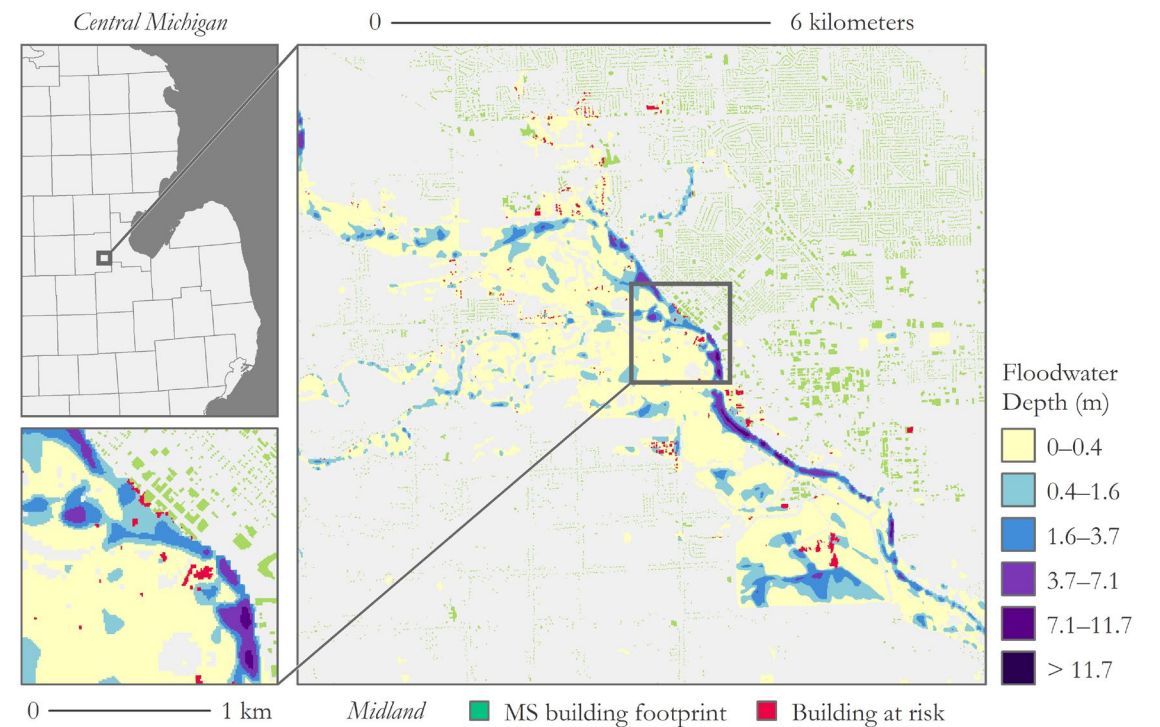 Central Michigan
0
6 kilometers
Floodwater
Depth (m)
0–0.4
0.4–1.6
1.6–3.7
3.7–7.1
7.1–11.7
> 11.7
0
1 km
Midland
MS building footprint
Building at risk